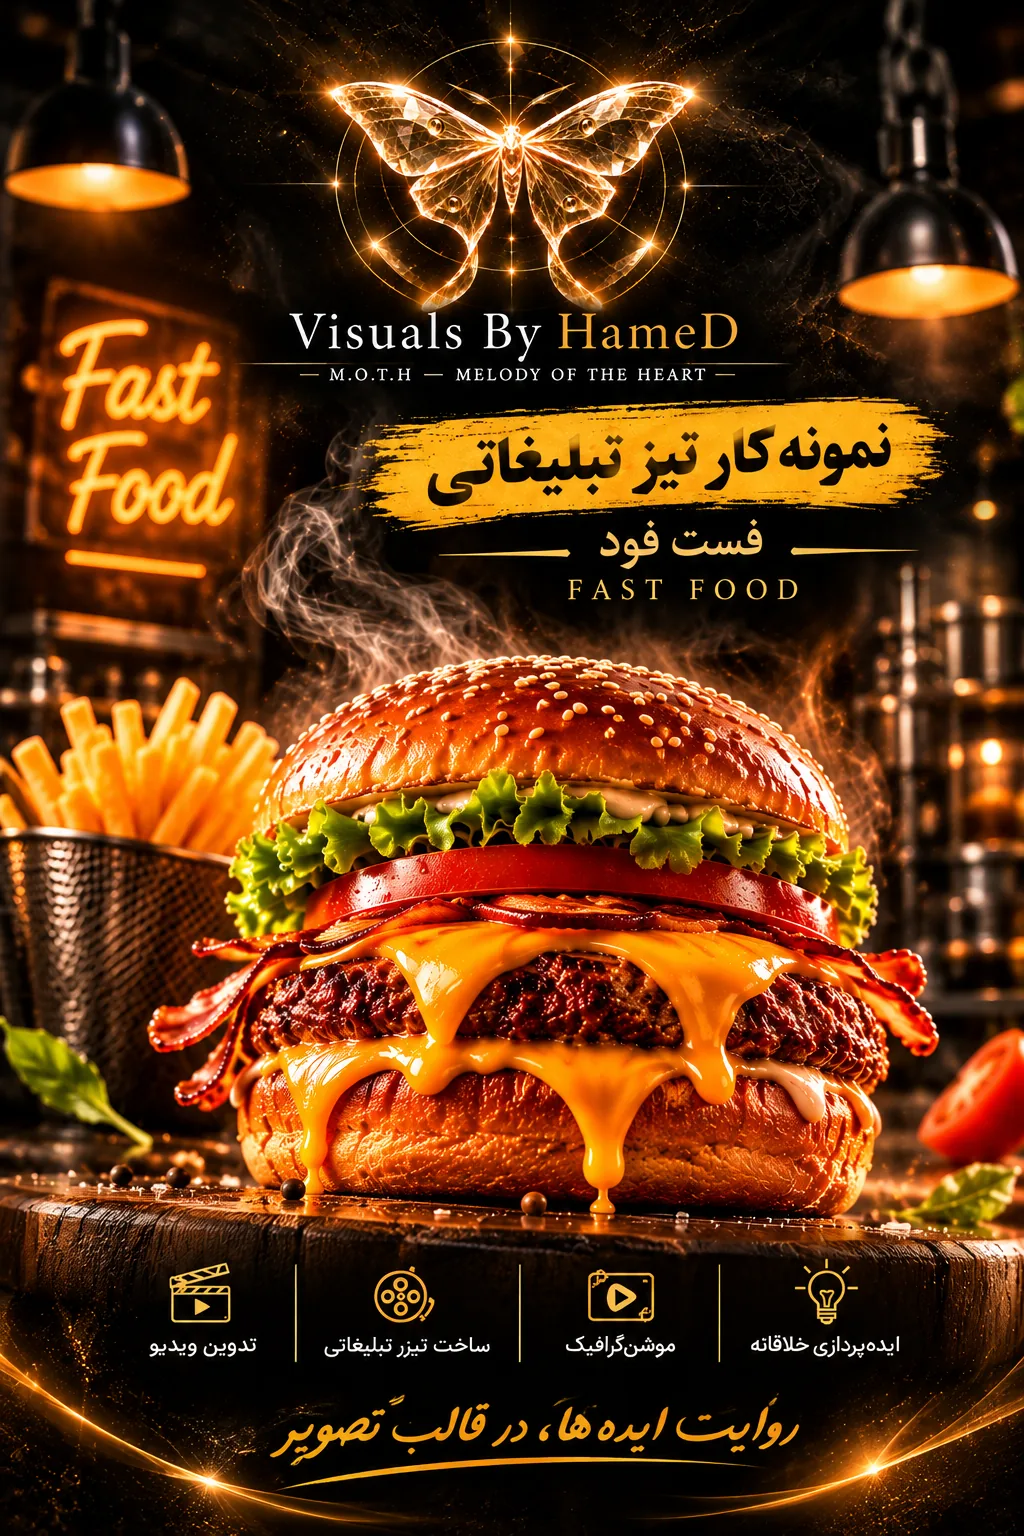 Visuals By HameD
— M.O.T.H — MELODY OF THE HEART —
Fast
Food
نمونه کار تیز تبلیغاتی
فست فود
FAST FOOD
ایده‌پردازی خلاقانه
موشن‌گرافیک
ساخت تیزر تبلیغاتی
تدوین ویدیو
روایت ایده ها، در قالب تصویر